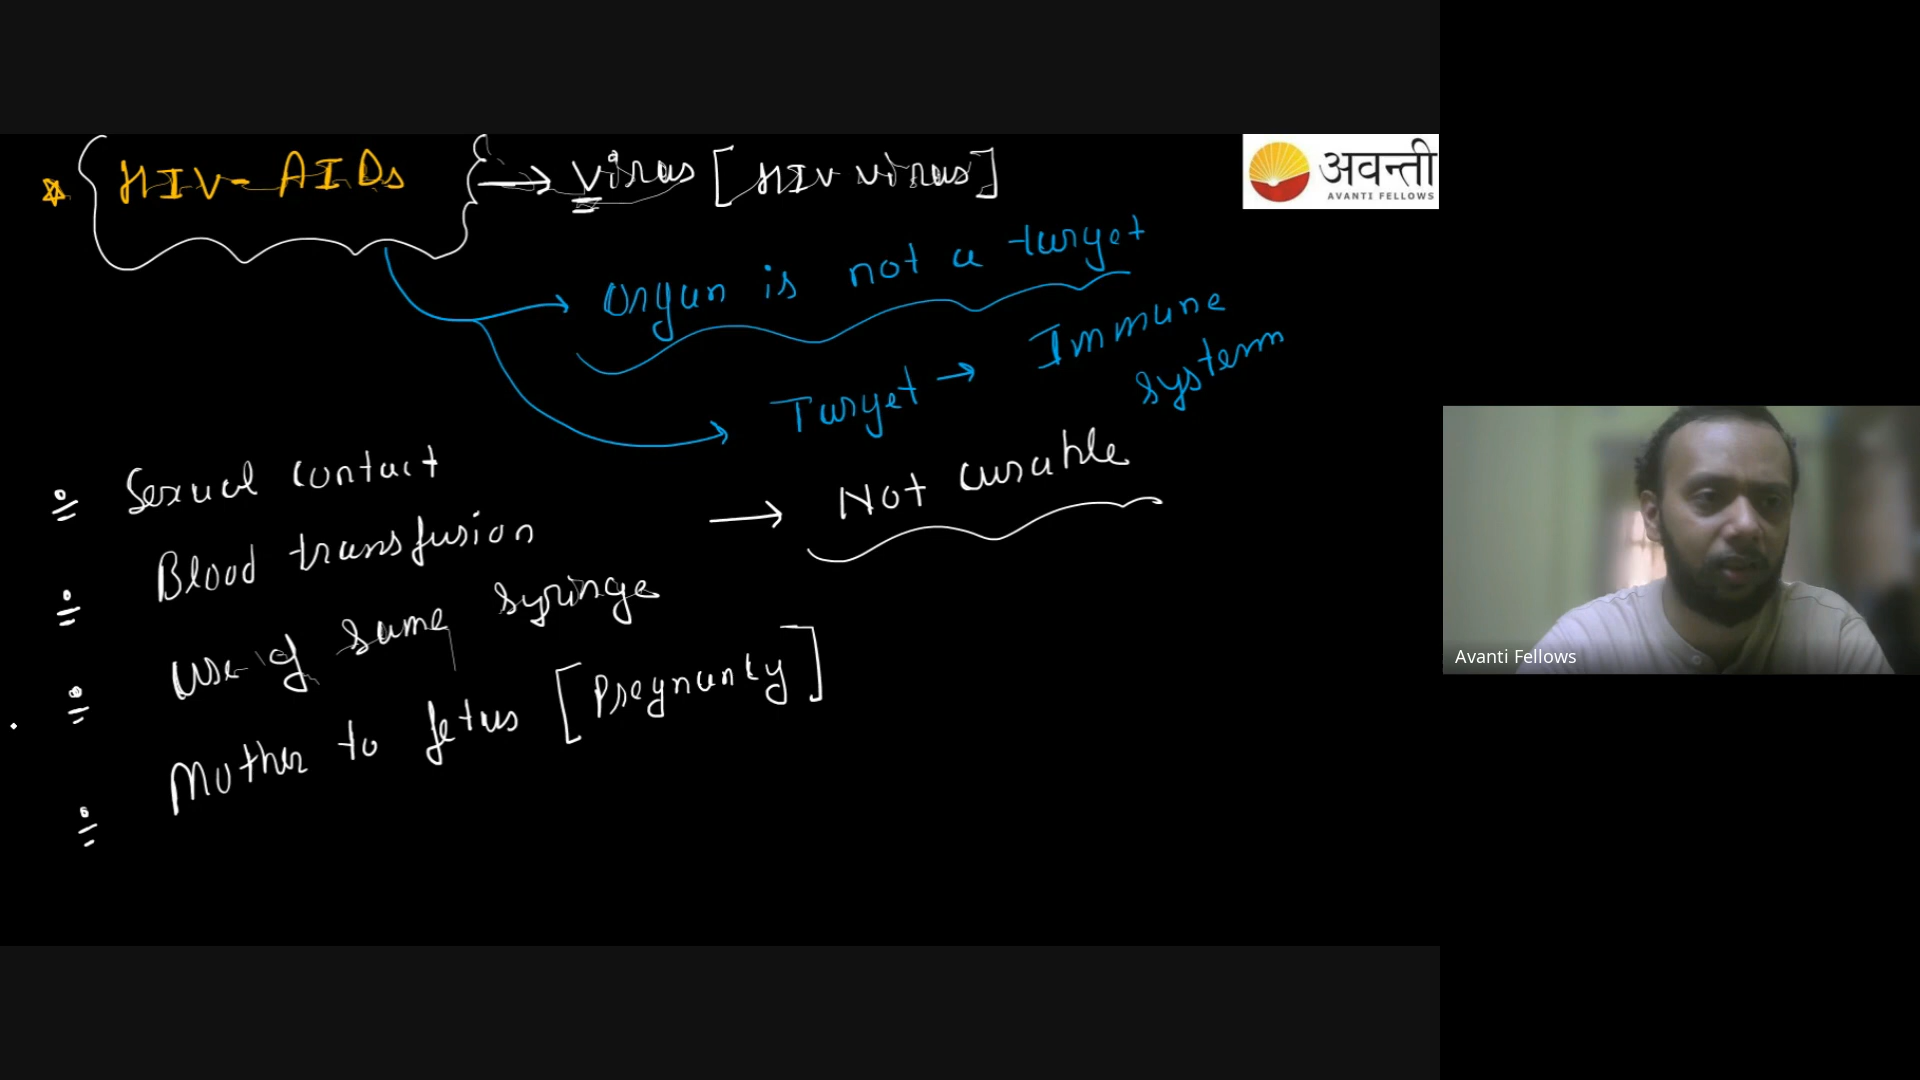 HIV-AIDs → Virus [HIV virus]
अवन्ती
AVANTI FELLOWS
Organ is not a target
Target → Immune
system
Sexual contact
→ Not curable
Blood transfusion
Use of same syringe
Mother to fetus [Pregnancy]
Avanti Fellows